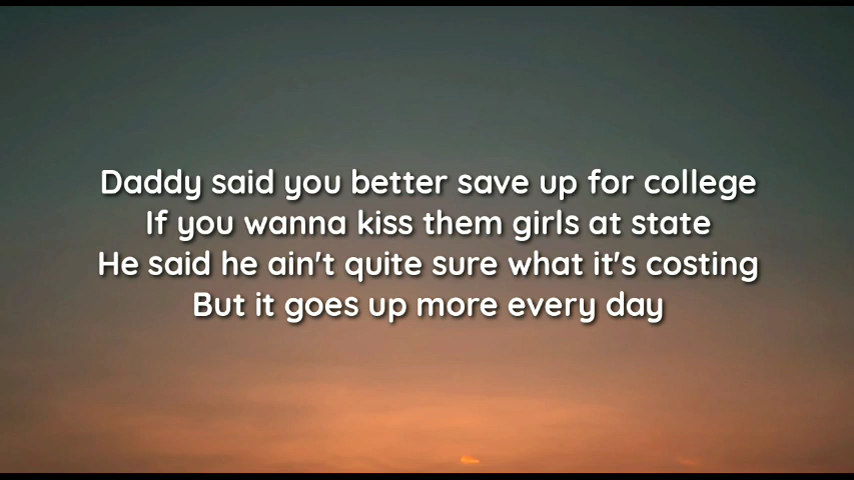 Daddy said you better save up for college
If you wanna kiss them girls at state
He said he ain't quite sure what it's costing
But it goes up more every day